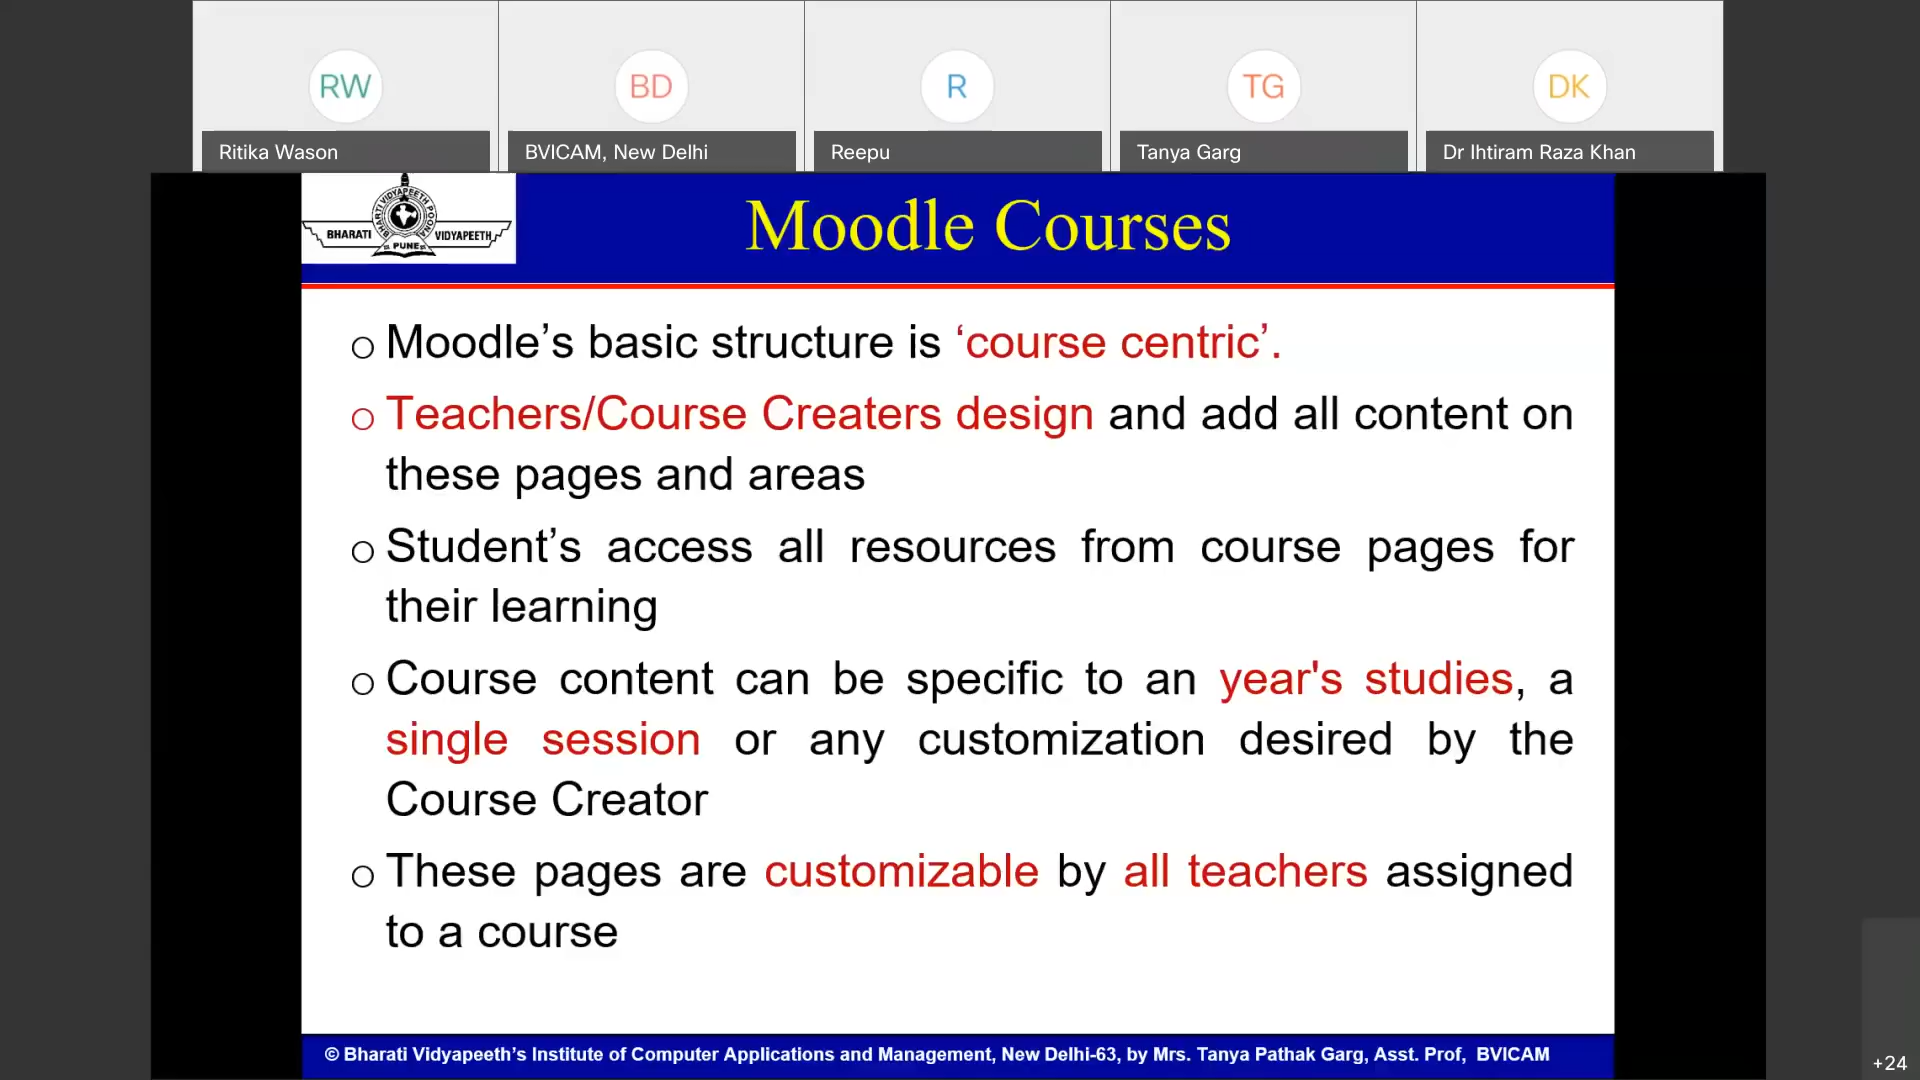 RW
BD
R
TG
DK
Ritika Wason
BVICAM, New Delhi
Reepu
Tanya Garg
Dr Ihtiram Raza Khan
BHARATI VIDYAPEETH POONA
BHARATI
VIDYAPEETH
PUNE
Moodle Courses
Moodle’s basic structure is ‘course centric’.
Teachers/Course Creaters design and add all content on
these pages and areas
Student’s access all resources from course pages for
their learning
Course content can be specific to an year's studies, a
single session or any customization desired by the
Course Creator
These pages are customizable by all teachers assigned
to a course
© Bharati Vidyapeeth’s Institute of Computer Applications and Management, New Delhi-63, by Mrs. Tanya Pathak Garg, Asst. Prof, BVICAM
+24